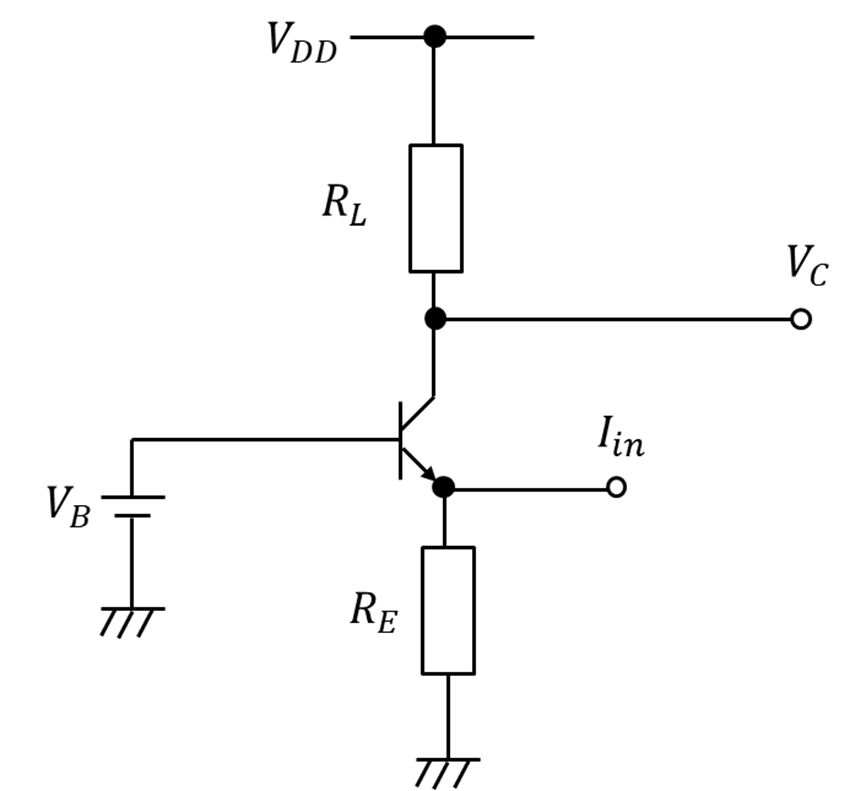 V_DD
R_L
V_C
I_in
V_B
R_E